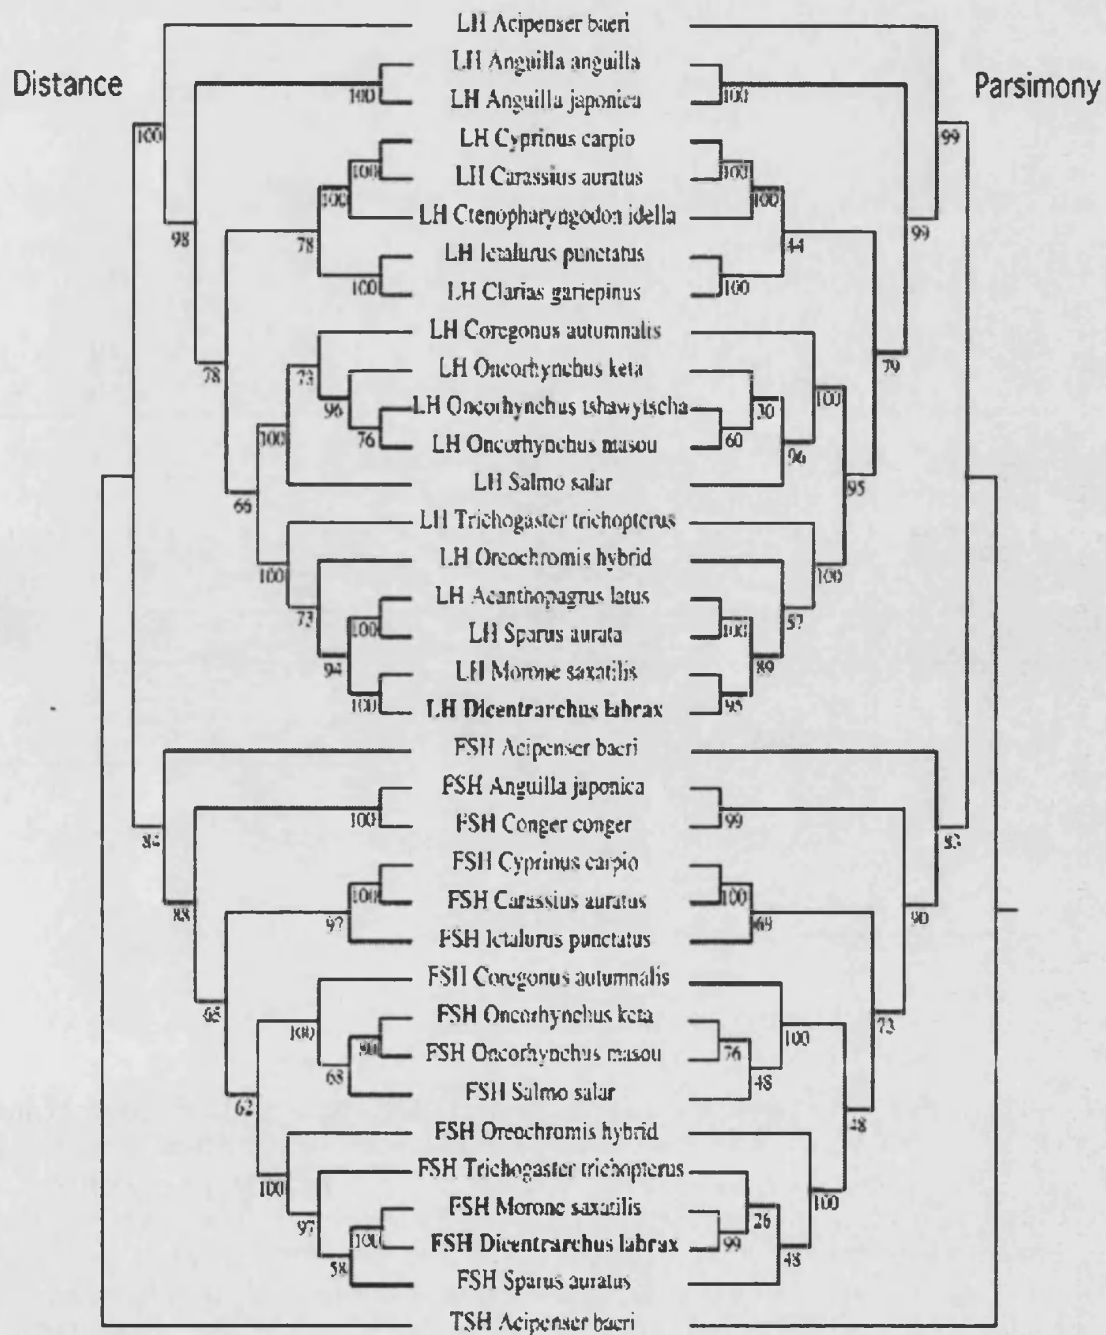 LH Acipenser baeri
Distance
Parsimony
LH Anguilla anguilla
100 LH Anguilla japonica 100
100 99
LH Cyprinus carpio
100 LH Carassius auratus 100
100 LH Ctenopharyngodon idella 100
98 78 44 99
LH Ictalurus punctatus
100 LH Clarias gariepinus 100
LH Coregonus autumnalis
78 73 79
LH Oncorhynchus keta
96 LH Oncorhynchus tshawytscha 30 100
100 76 LH Oncorhynchus masou 60
96
66 LH Salmo salar 95
LH Trichogaster trichopterus
100 LH Oreochromis hybrid 100
LH Acanthopagrus latus
73 100 LH Sparus aurata 100 57
94 LH Morone saxatilis 89
100 LH Dicentrarchus labrax 95
FSH Acipenser baeri
FSH Anguilla japonica
100 FSH Conger conger 99
84 83
FSH Cyprinus carpio
100 FSH Carassius auratus 100
88 90
97 FSH Ictalurus punctatus 69
FSH Coregonus autumnalis
65 73
FSH Oncorhynchus keta
100 100
FSH Oncorhynchus masou 76
68 48
FSH Salmo salar
62 48
FSH Oreochromis hybrid
FSH Trichogaster trichopterus
100 100
FSH Morone saxatilis
97 26
100 FSH Dicentrarchus labrax 99
58 48
FSH Sparus auratus
TSH Acipenser baeri